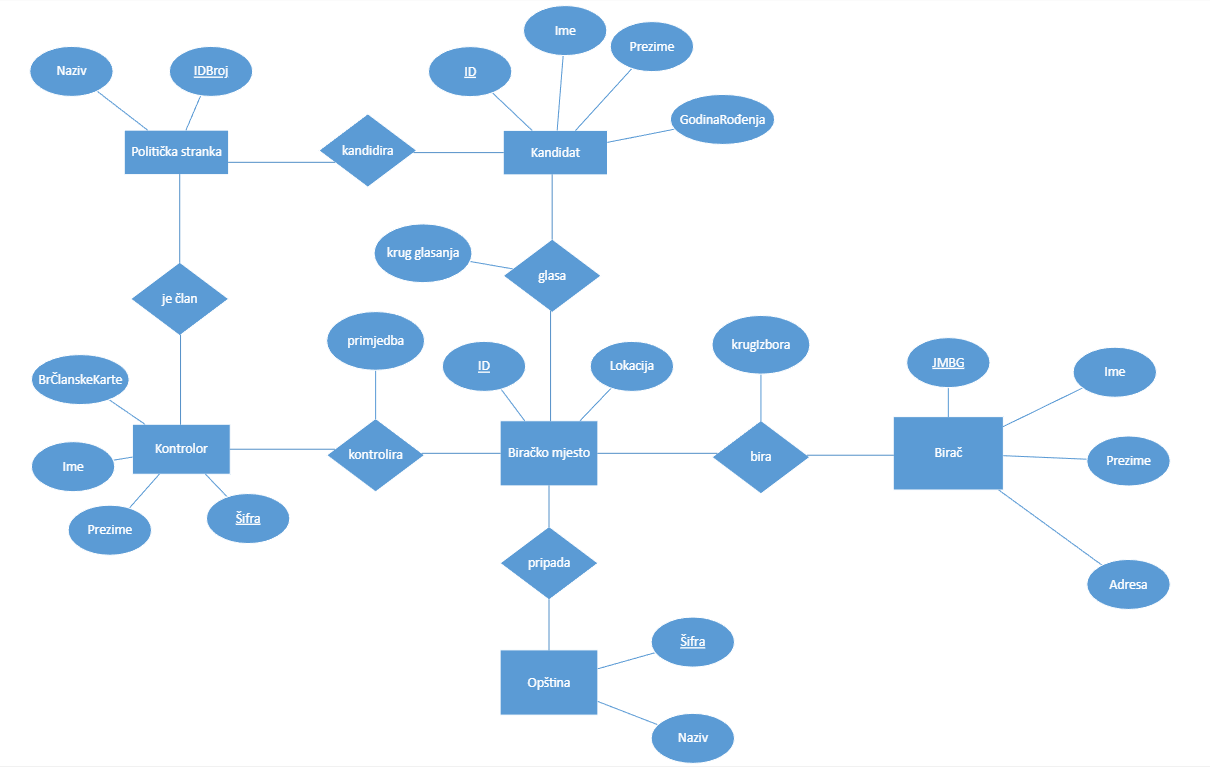 Ime
Prezime
Naziv
IDBroj
ID
GodinaRođenja
Politička stranka
kandidira
Kandidat
krug glasanja
glasa
je član
primjedba
krugIzbora
ID
Lokacija
JMBG
Ime
BrČlanskeKarte
Kontrolor
kontrolira
Biračko mjesto
bira
Birač
Ime
Prezime
Prezime
Šifra
pripada
Adresa
Šifra
Opština
Naziv